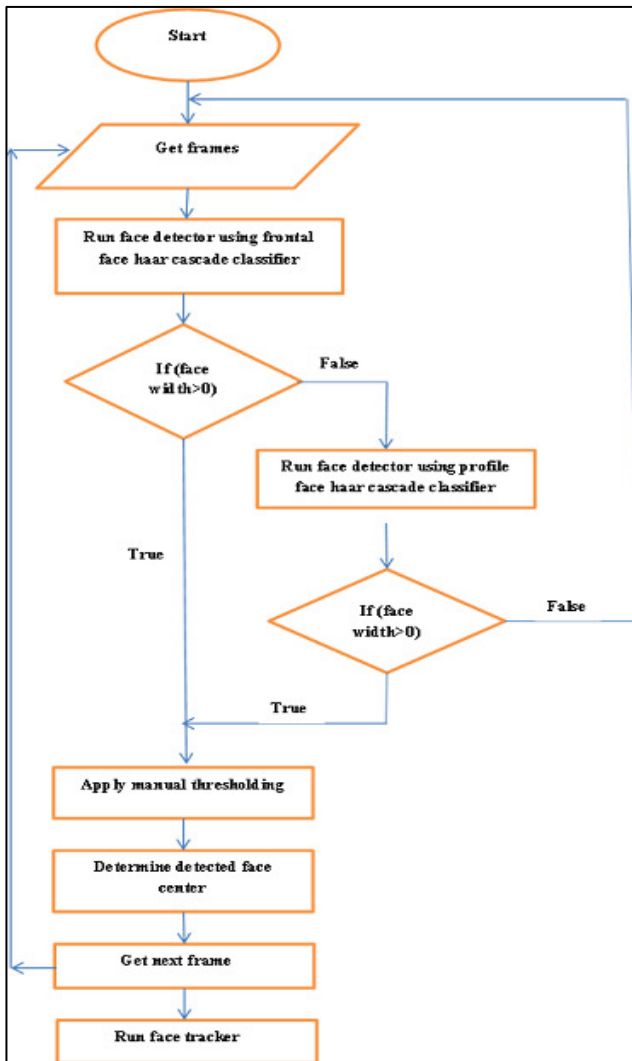 Start
Get frames
Run face detector using frontal
face haar cascade classifier
If (face
width>0)
False
Run face detector using profile
face haar cascade classifier
True
If (face
width>0)
False
True
Apply manual thresholding
Determine detected face
center
Get next frame
Run face tracker